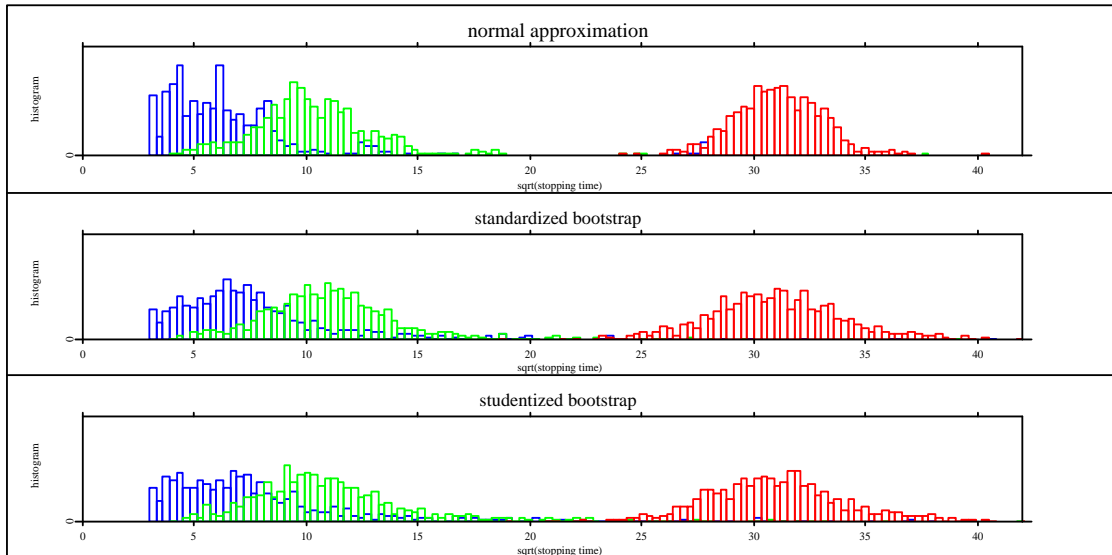 normal approximation
histogram
0
0 5 10 15 20 25 30 35 40
sqrt(stopping time)
standardized bootstrap
histogram
0
0 5 10 15 20 25 30 35 40
sqrt(stopping time)
studentized bootstrap
histogram
0
0 5 10 15 20 25 30 35 40
sqrt(stopping time)